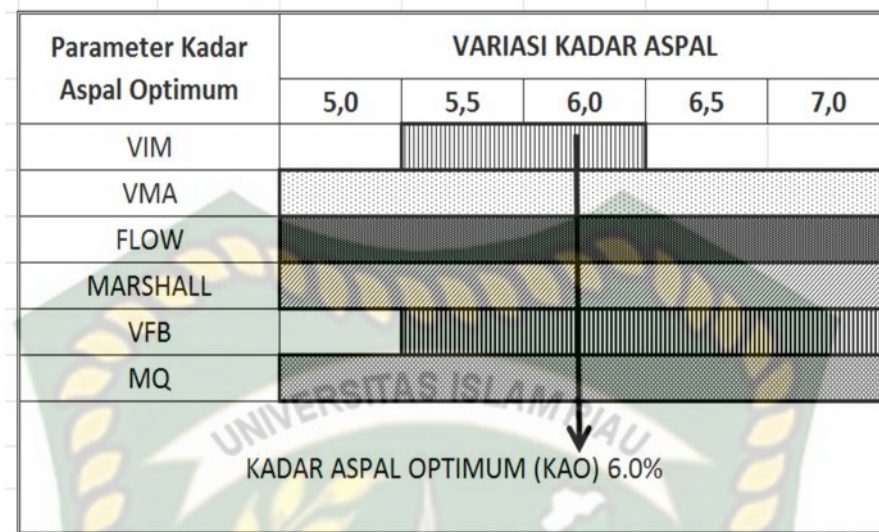 Parameter Kadar
Aspal Optimum
VARIASI KADAR ASPAL
5,0 5,5 6,0 6,5 7,0
VIM
VMA
FLOW
MARSHALL
VFB
MQ
UNIVERSITAS ISLAM RIAU
KADAR ASPAL OPTIMUM (KAO) 6.0%